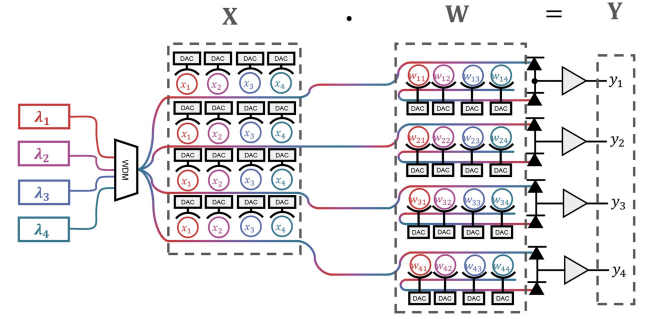 X · W = Y
DAC DAC DAC DAC
x₁ x₂ x₃ x₄
w₁₁ w₁₂ w₁₃ w₁₄
y₁
DAC DAC DAC DAC
DAC DAC DAC DAC
λ₁
x₁ x₂ x₃ x₄
w₂₁ w₂₂ w₂₃ w₂₄
y₂
DAC DAC DAC DAC
λ₂
WDM
DAC DAC DAC DAC
x₁ x₂ x₃ x₄
λ₃
w₃₁ w₃₂ w₃₃ w₃₄
y₃
DAC DAC DAC DAC
DAC DAC DAC DAC
λ₄
x₁ x₂ x₃ x₄
w₄₁ w₄₂ w₄₃ w₄₄
y₄
DAC DAC DAC DAC